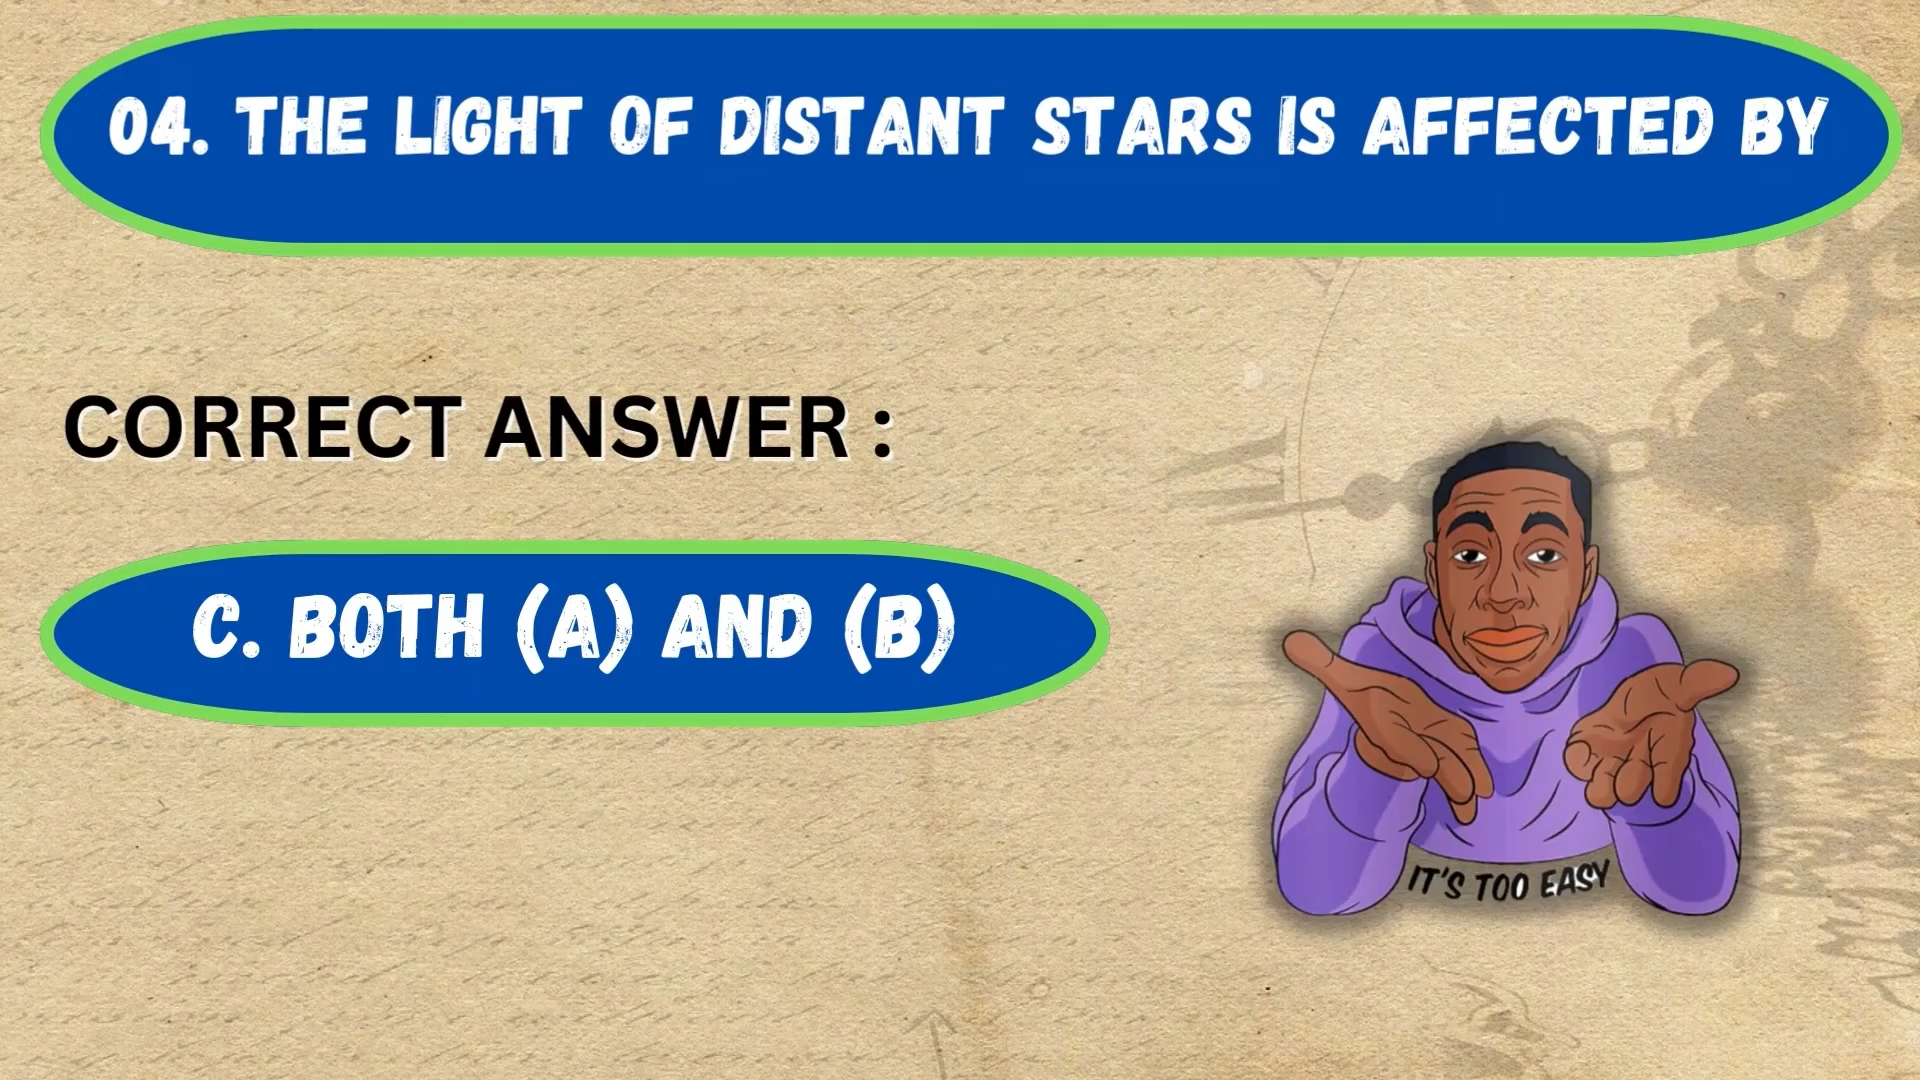 04. THE LIGHT OF DISTANT STARS IS AFFECTED BY
CORRECT ANSWER :
C. BOTH (A) AND (B)
IT'S TOO EASY